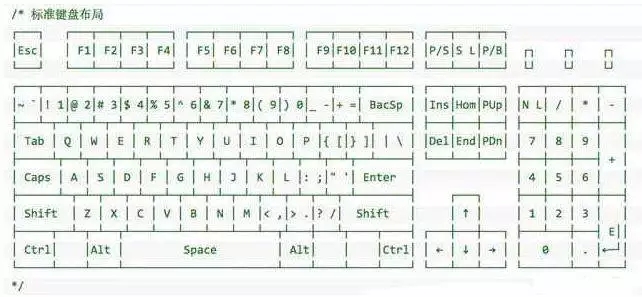 /* 标准键盘布局
Esc F1 F2 F3 F4 F5 F6 F7 F8 F9 F10 F11 F12 P/S S L P/B
~ ` ! 1 @ 2 # 3 $ 4 % 5 ^ 6 & 7 * 8 ( 9 ) 0 _ - + = BacSp Ins Hom PUp N L / * -
Tab Q W E R T Y U I O P { [ } ] | \ Del End PDn 7 8 9
+
Caps A S D F G H J K L : ; " ' Enter 4 5 6
Shift Z X C V B N M < , > . ? / Shift ↑ 1 2 3
E
Ctrl Alt Space Alt Ctrl ← ↓ → 0 . ←┘
*/